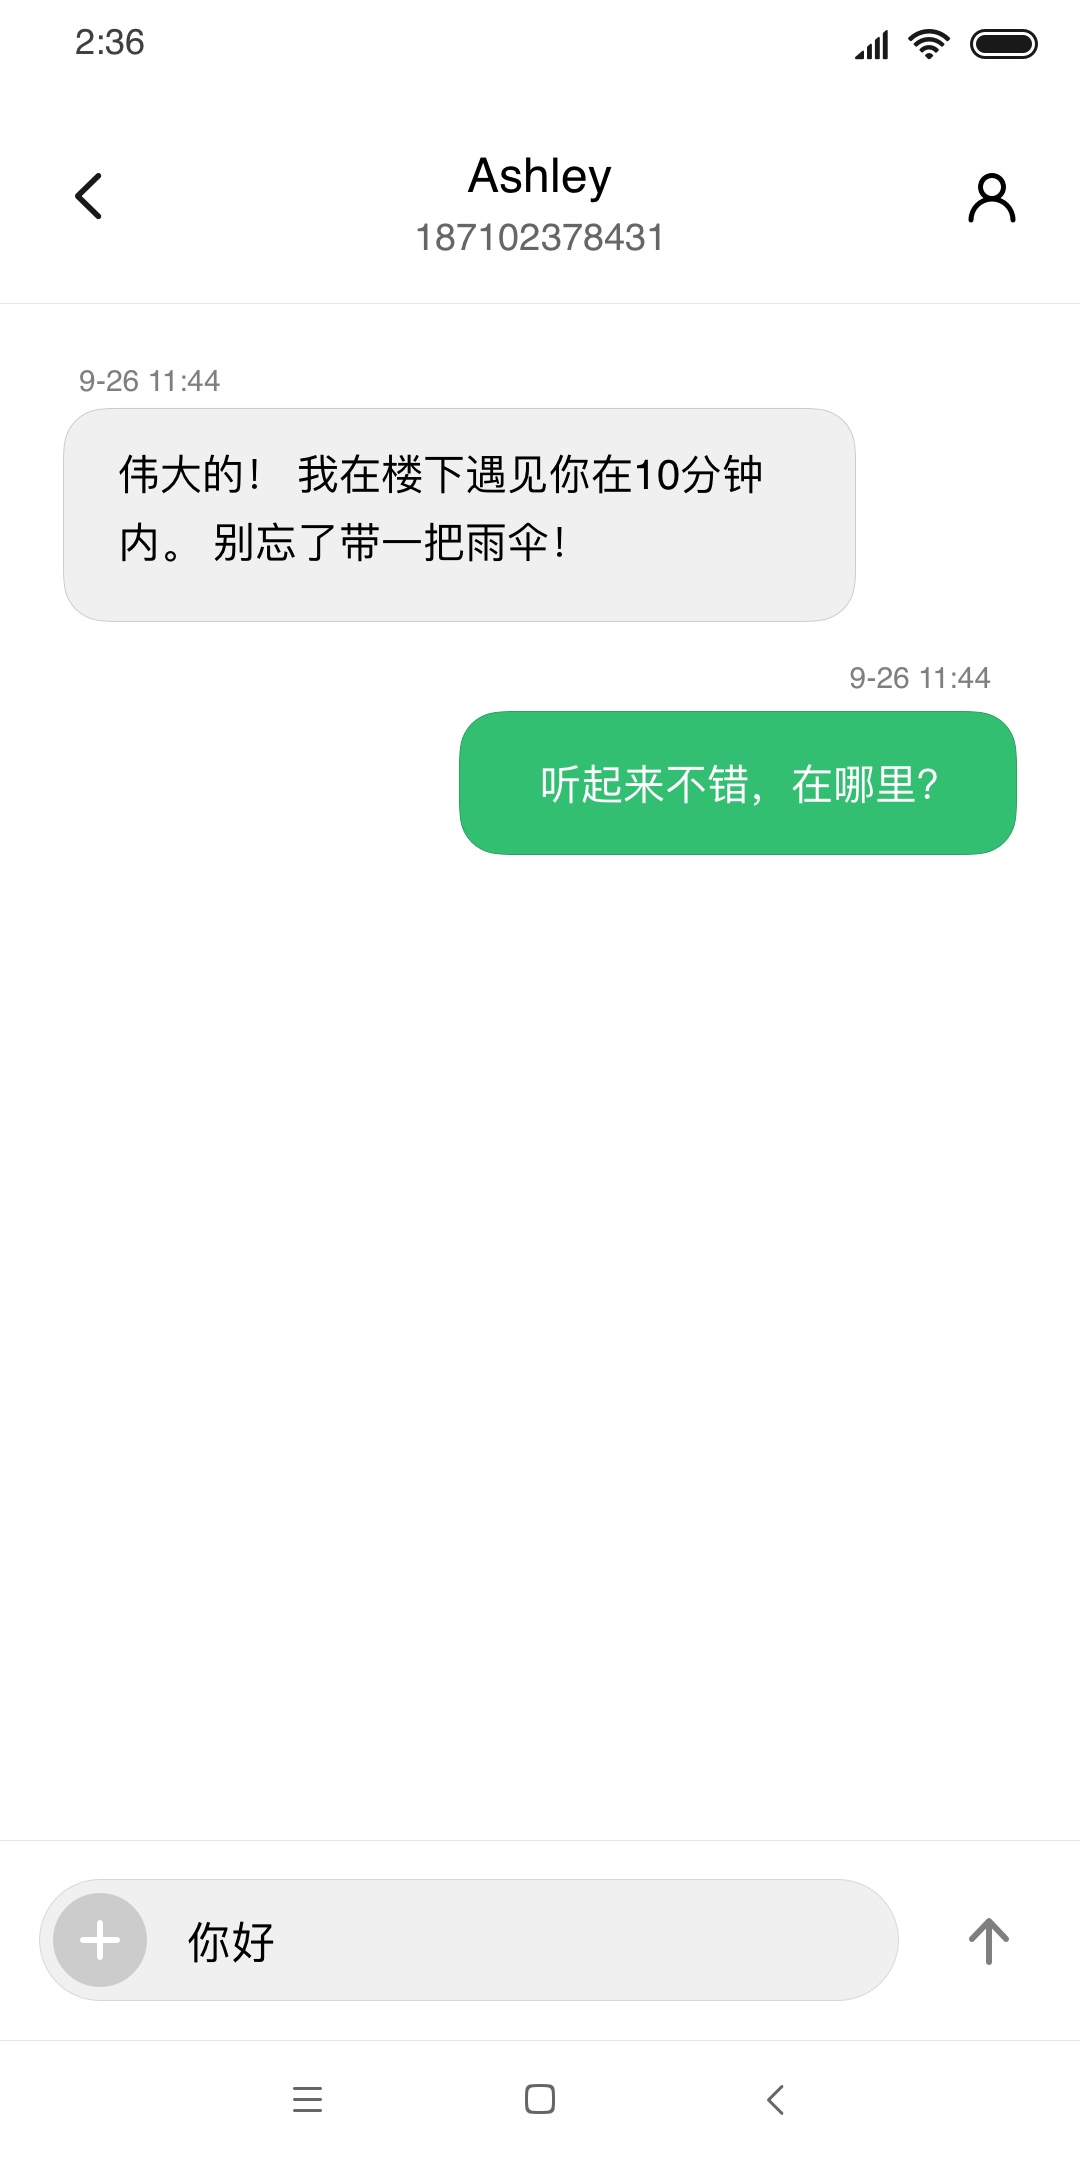 2:36
Ashley
187102378431
9-26 11:44
伟大的！ 我在楼下遇见你在10分钟
内。 别忘了带一把雨伞！
9-26 11:44
听起来不错，在哪里？
你好